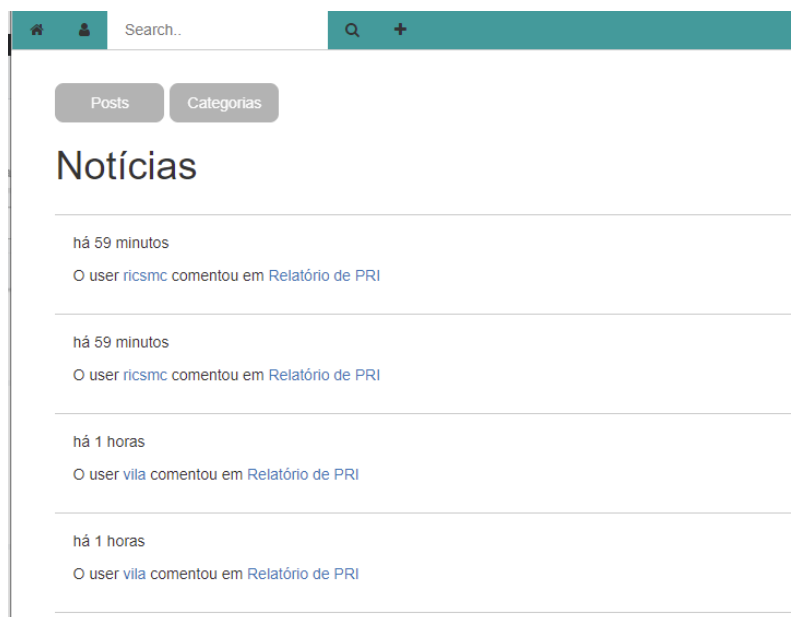 Search..
Posts Categorias
Notícias
há 59 minutos
O user ricsmc comentou em Relatório de PRI
há 59 minutos
O user ricsmc comentou em Relatório de PRI
há 1 horas
O user vila comentou em Relatório de PRI
há 1 horas
O user vila comentou em Relatório de PRI